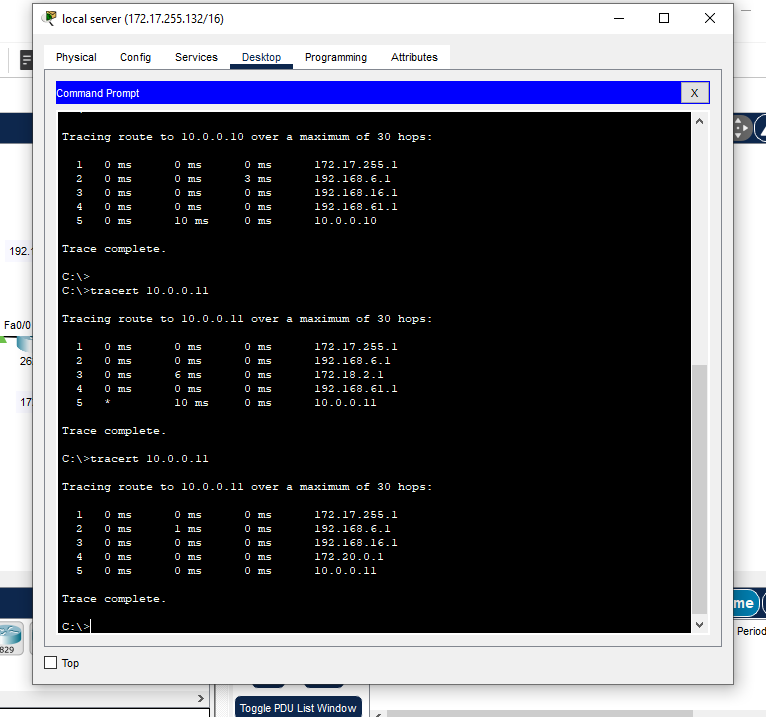 local server (172.17.255.132/16)
Physical Config Services Desktop Programming Attributes
Command Prompt X
Tracing route to 10.0.0.10 over a maximum of 30 hops:
1 0 ms 0 ms 0 ms 172.17.255.1
2 0 ms 0 ms 3 ms 192.168.6.1
3 0 ms 0 ms 0 ms 192.168.16.1
4 0 ms 0 ms 0 ms 192.168.61.1
5 0 ms 10 ms 0 ms 10.0.0.10
Trace complete.
C:\>
C:\>tracert 10.0.0.11
Tracing route to 10.0.0.11 over a maximum of 30 hops:
1 0 ms 0 ms 0 ms 172.17.255.1
2 0 ms 0 ms 0 ms 192.168.6.1
3 0 ms 6 ms 0 ms 172.18.2.1
4 0 ms 0 ms 0 ms 192.168.61.1
5 * 10 ms 0 ms 10.0.0.11
Trace complete.
C:\>tracert 10.0.0.11
Tracing route to 10.0.0.11 over a maximum of 30 hops:
1 0 ms 0 ms 0 ms 172.17.255.1
2 0 ms 1 ms 0 ms 192.168.6.1
3 0 ms 0 ms 0 ms 192.168.16.1
4 0 ms 0 ms 0 ms 172.20.0.1
5 0 ms 0 ms 0 ms 10.0.0.11
Trace complete.
C:\>
Top
192.1
Fa0/0
26
17
me
Period
829
Toggle PDU List Window